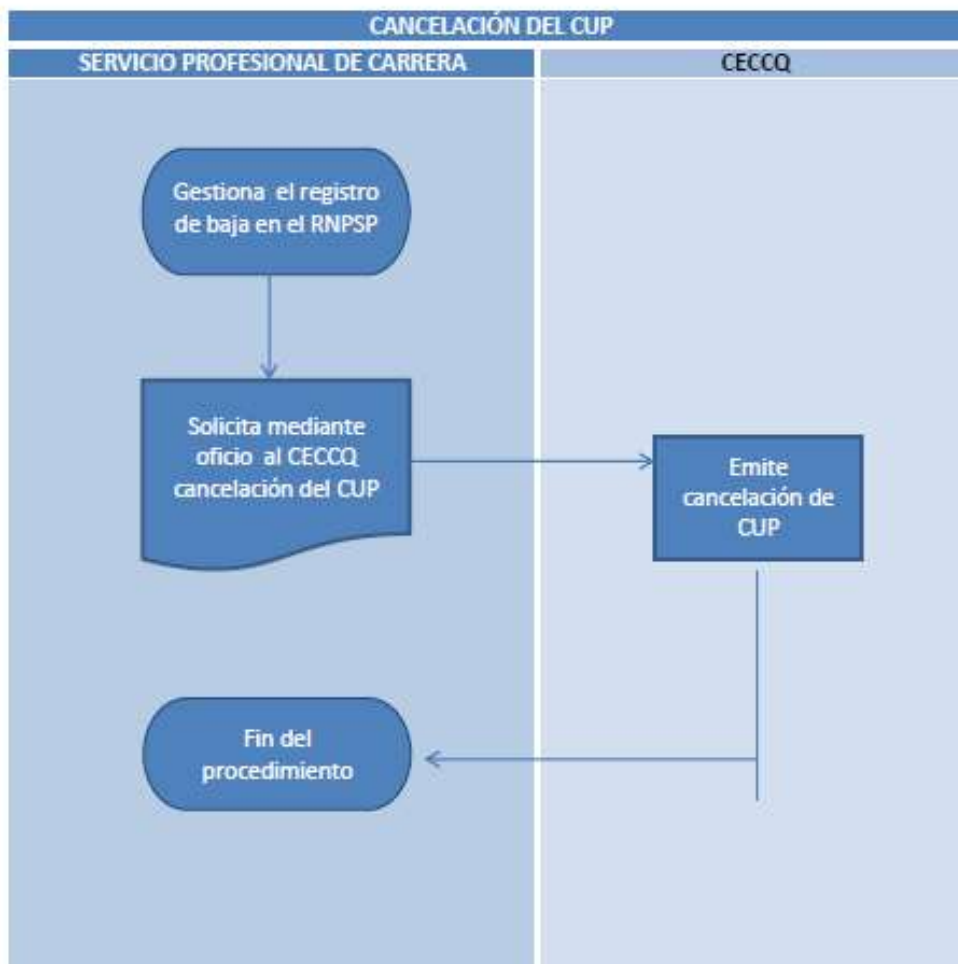 CANCELACIÓN DEL CUP
SERVICIO PROFESIONAL DE CARRERA
CECCQ
Gestiona el registro
de baja en el RNPSP
Solicita mediante
oficio al CECCQ
cancelación del CUP
Emite
cancelación de
CUP
Fin del
procedimiento